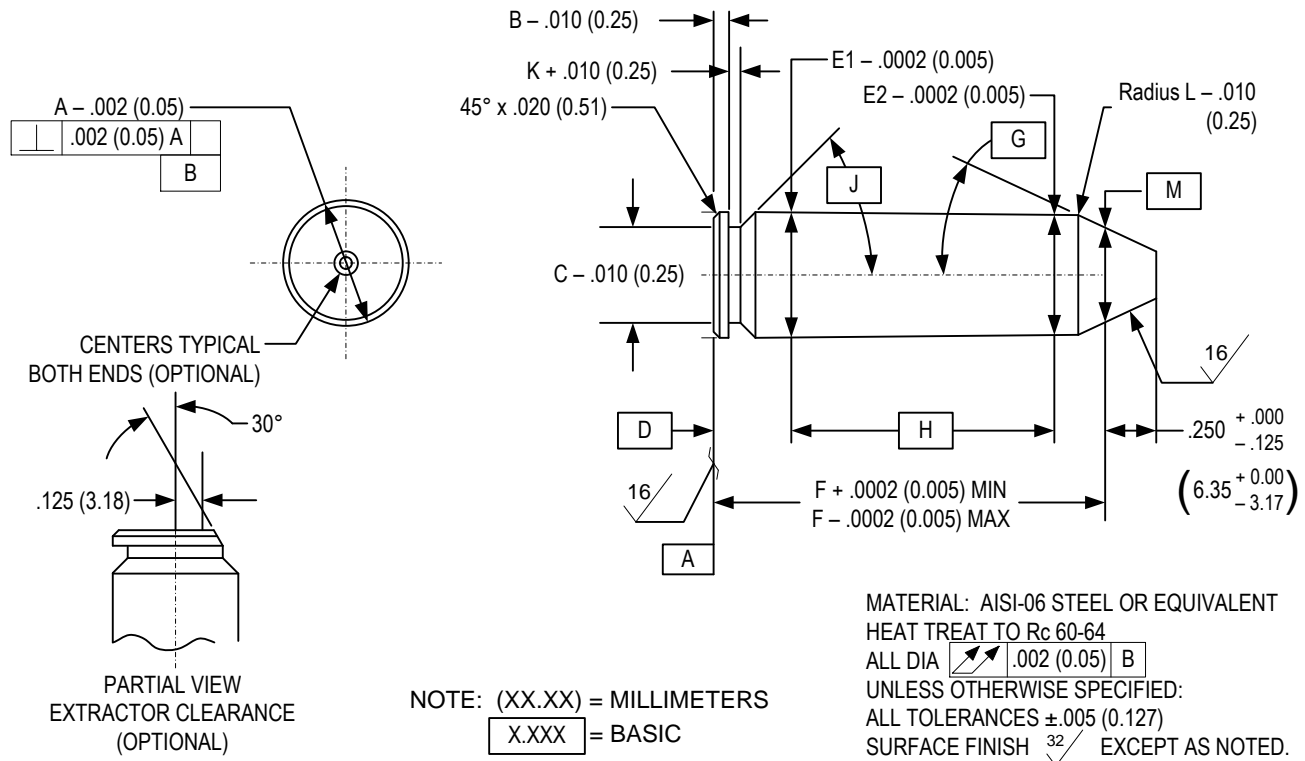 B – .010 (0.25)
K + .010 (0.25)
45° x .020 (0.51)
E1 – .0002 (0.005)
E2 – .0002 (0.005)
Radius L – .010
(0.25)
A – .002 (0.05)
⊥ .002 (0.05) A
B
G
J
M
C – .010 (0.25)
CENTERS TYPICAL
BOTH ENDS (OPTIONAL)
30°
.125 (3.18)
16
D
H
.250 + .000
– .125
(6.35 + 0.00
– 3.17)
16
F + .0002 (0.005) MIN
F – .0002 (0.005) MAX
A
PARTIAL VIEW
EXTRACTOR CLEARANCE
(OPTIONAL)
NOTE: (XX.XX) = MILLIMETERS
X.XXX = BASIC
MATERIAL: AISI-06 STEEL OR EQUIVALENT
HEAT TREAT TO Rc 60-64
ALL DIA .002 (0.05) B
UNLESS OTHERWISE SPECIFIED:
ALL TOLERANCES ±.005 (0.127)
SURFACE FINISH 32 EXCEPT AS NOTED.